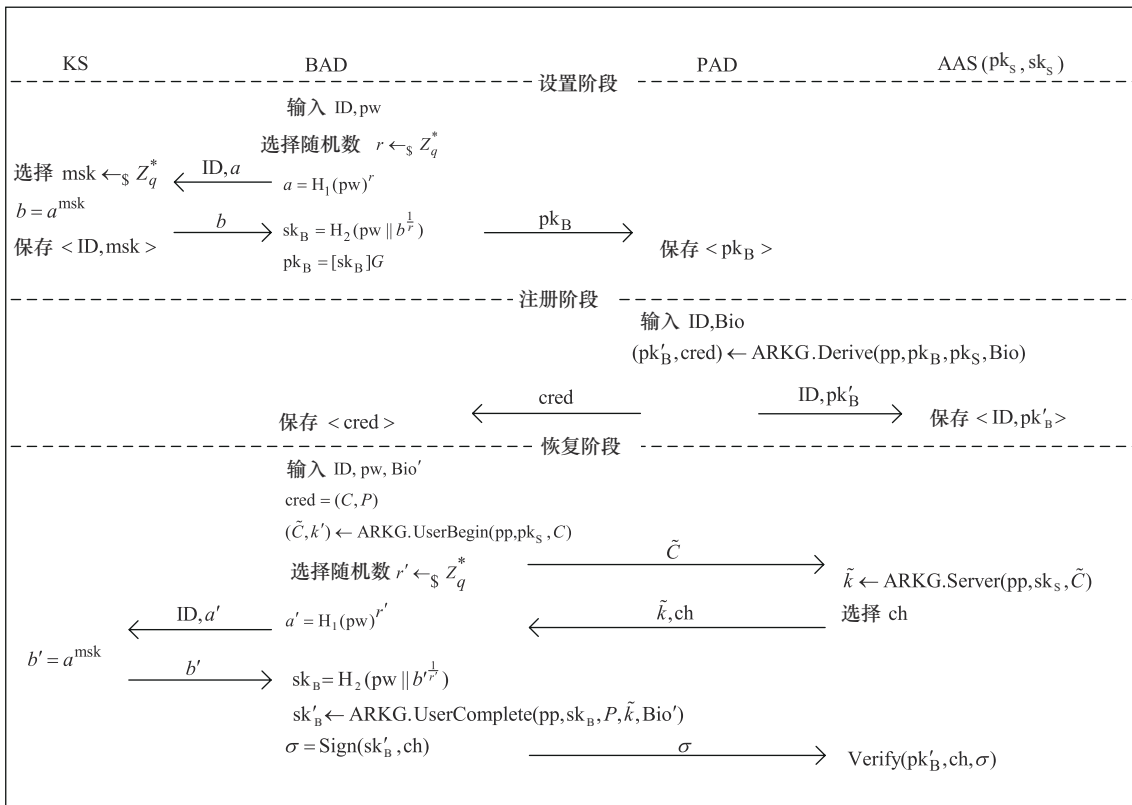 KS BAD PAD AAS(pk_S, sk_S)
设置阶段
输入 ID,pw
选择随机数 r ←_$ Z_q^*
选择 msk ←_$ Z_q^* ID,a a = H_1(pw)^r
b = a^msk
b sk_B = H_2(pw || b^{1/r}) pk_B
保存 < ID,msk > 保存 < pk_B >
pk_B = [sk_B]G
注册阶段
输入 ID,Bio
(pk'_B,cred) ← ARKG.Derive(pp,pk_B,pk_S,Bio)
cred ID,pk'_B
保存 < cred > 保存 < ID,pk'_B >
恢复阶段
输入 ID, pw, Bio'
cred = (C, P)
(C̃, k') ← ARKG.UserBegin(pp,pk_S, C)
C̃
选择随机数 r' ←_$ Z_q^* k̃ ← ARKG.Server(pp,sk_S, C̃)
ID,a' a' = H_1(pw)^{r'} k̃,ch 选择 ch
b' = a^msk
b' sk_B = H_2(pw || b'^{1/r'})
sk'_B ← ARKG.UserComplete(pp,sk_B, P, k̃, Bio')
σ = Sign(sk'_B, ch) σ Verify(pk'_B,ch,σ)